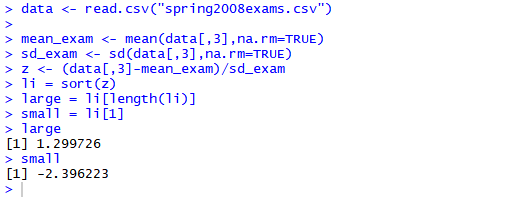 > data <- read.csv("spring2008exams.csv")
>
> mean_exam <- mean(data[,3],na.rm=TRUE)
> sd_exam <- sd(data[,3],na.rm=TRUE)
> z <- (data[,3]-mean_exam)/sd_exam
> li = sort(z)
> large = li[length(li)]
> small = li[1]
> large
[1] 1.299726
> small
[1] -2.396223
>